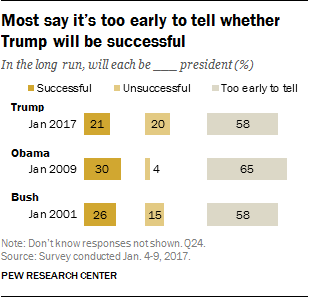 Most say it's too early to tell whether
Trump will be successful
In the long run, will each be ___ president (%)
Successful Unsuccessful Too early to tell
Trump
Jan 2017 21 20 58
Obama
Jan 2009 30 4 65
Bush
Jan 2001 26 15 58
Note: Don't know responses not shown. Q24.
Source: Survey conducted Jan. 4-9, 2017.
PEW RESEARCH CENTER